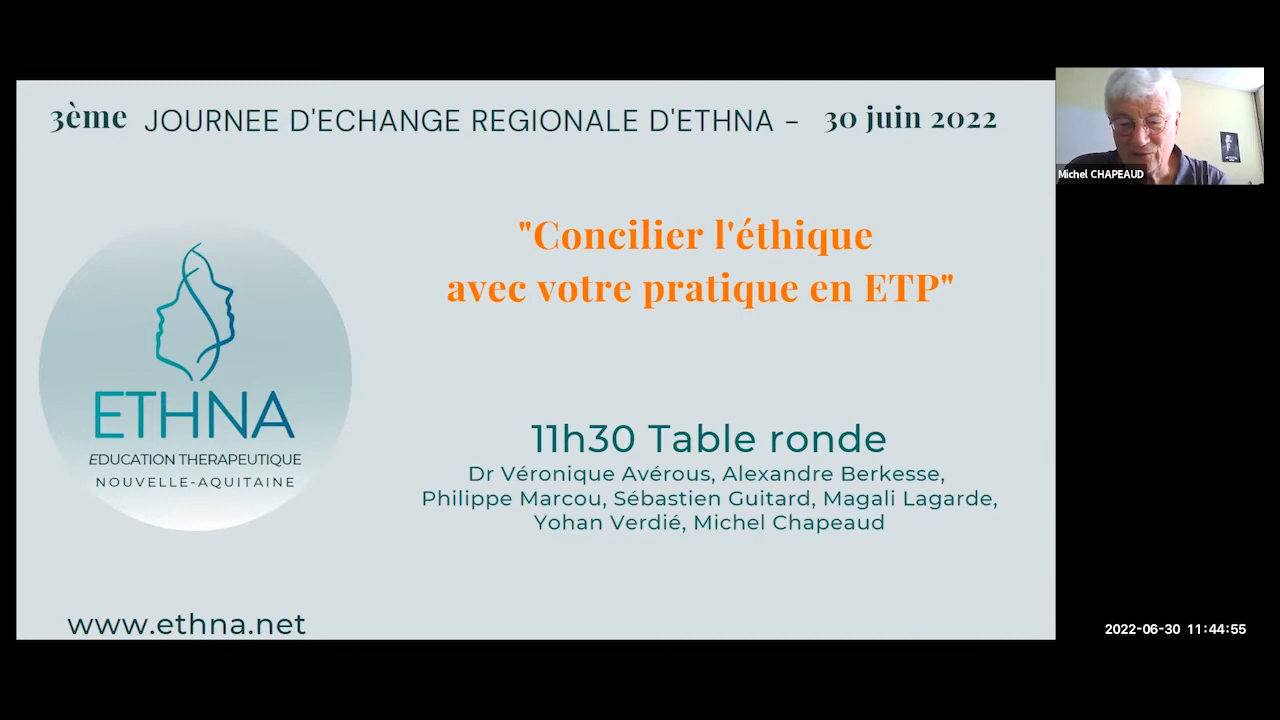 3ème JOURNEE D'ECHANGE REGIONALE D'ETHNA – 30 juin 2022
Michel CHAPEAUD
"Concilier l'éthique
avec votre pratique en ETP"
ETHNA
EDUCATION THERAPEUTIQUE
NOUVELLE-AQUITAINE
11h30 Table ronde
Dr Véronique Avérous, Alexandre Berkesse,
Philippe Marcou, Sébastien Guitard, Magali Lagarde,
Yohan Verdié, Michel Chapeaud
www.ethna.net
2022-06-30 11:44:55